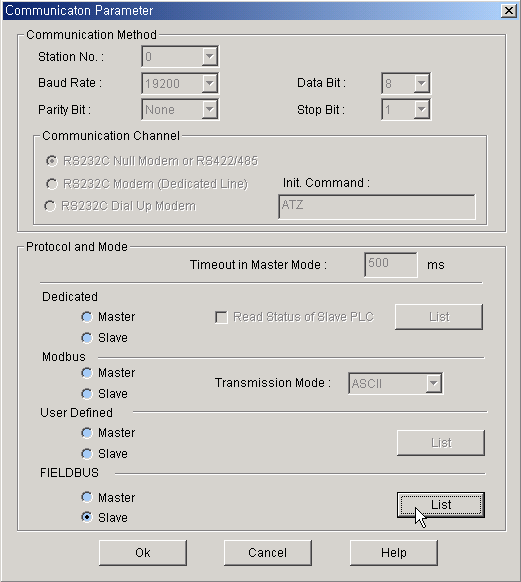 Communicaton Parameter
Communication Method
Station No. : 0
Baud Rate : 19200 Data Bit : 8
Parity Bit : None Stop Bit : 1
Communication Channel
RS232C Null Modem or RS422/485
RS232C Modem (Dedicated Line) Init. Command :
RS232C Dial Up Modem ATZ
Protocol and Mode
Timeout in Master Mode : 500 ms
Dedicated
Master Read Status of Slave PLC List
Slave
Modbus
Master
Transmission Mode : ASCII
Slave
User Defined
Master
List
Slave
FIELDBUS
Master
List
Slave
Ok Cancel Help